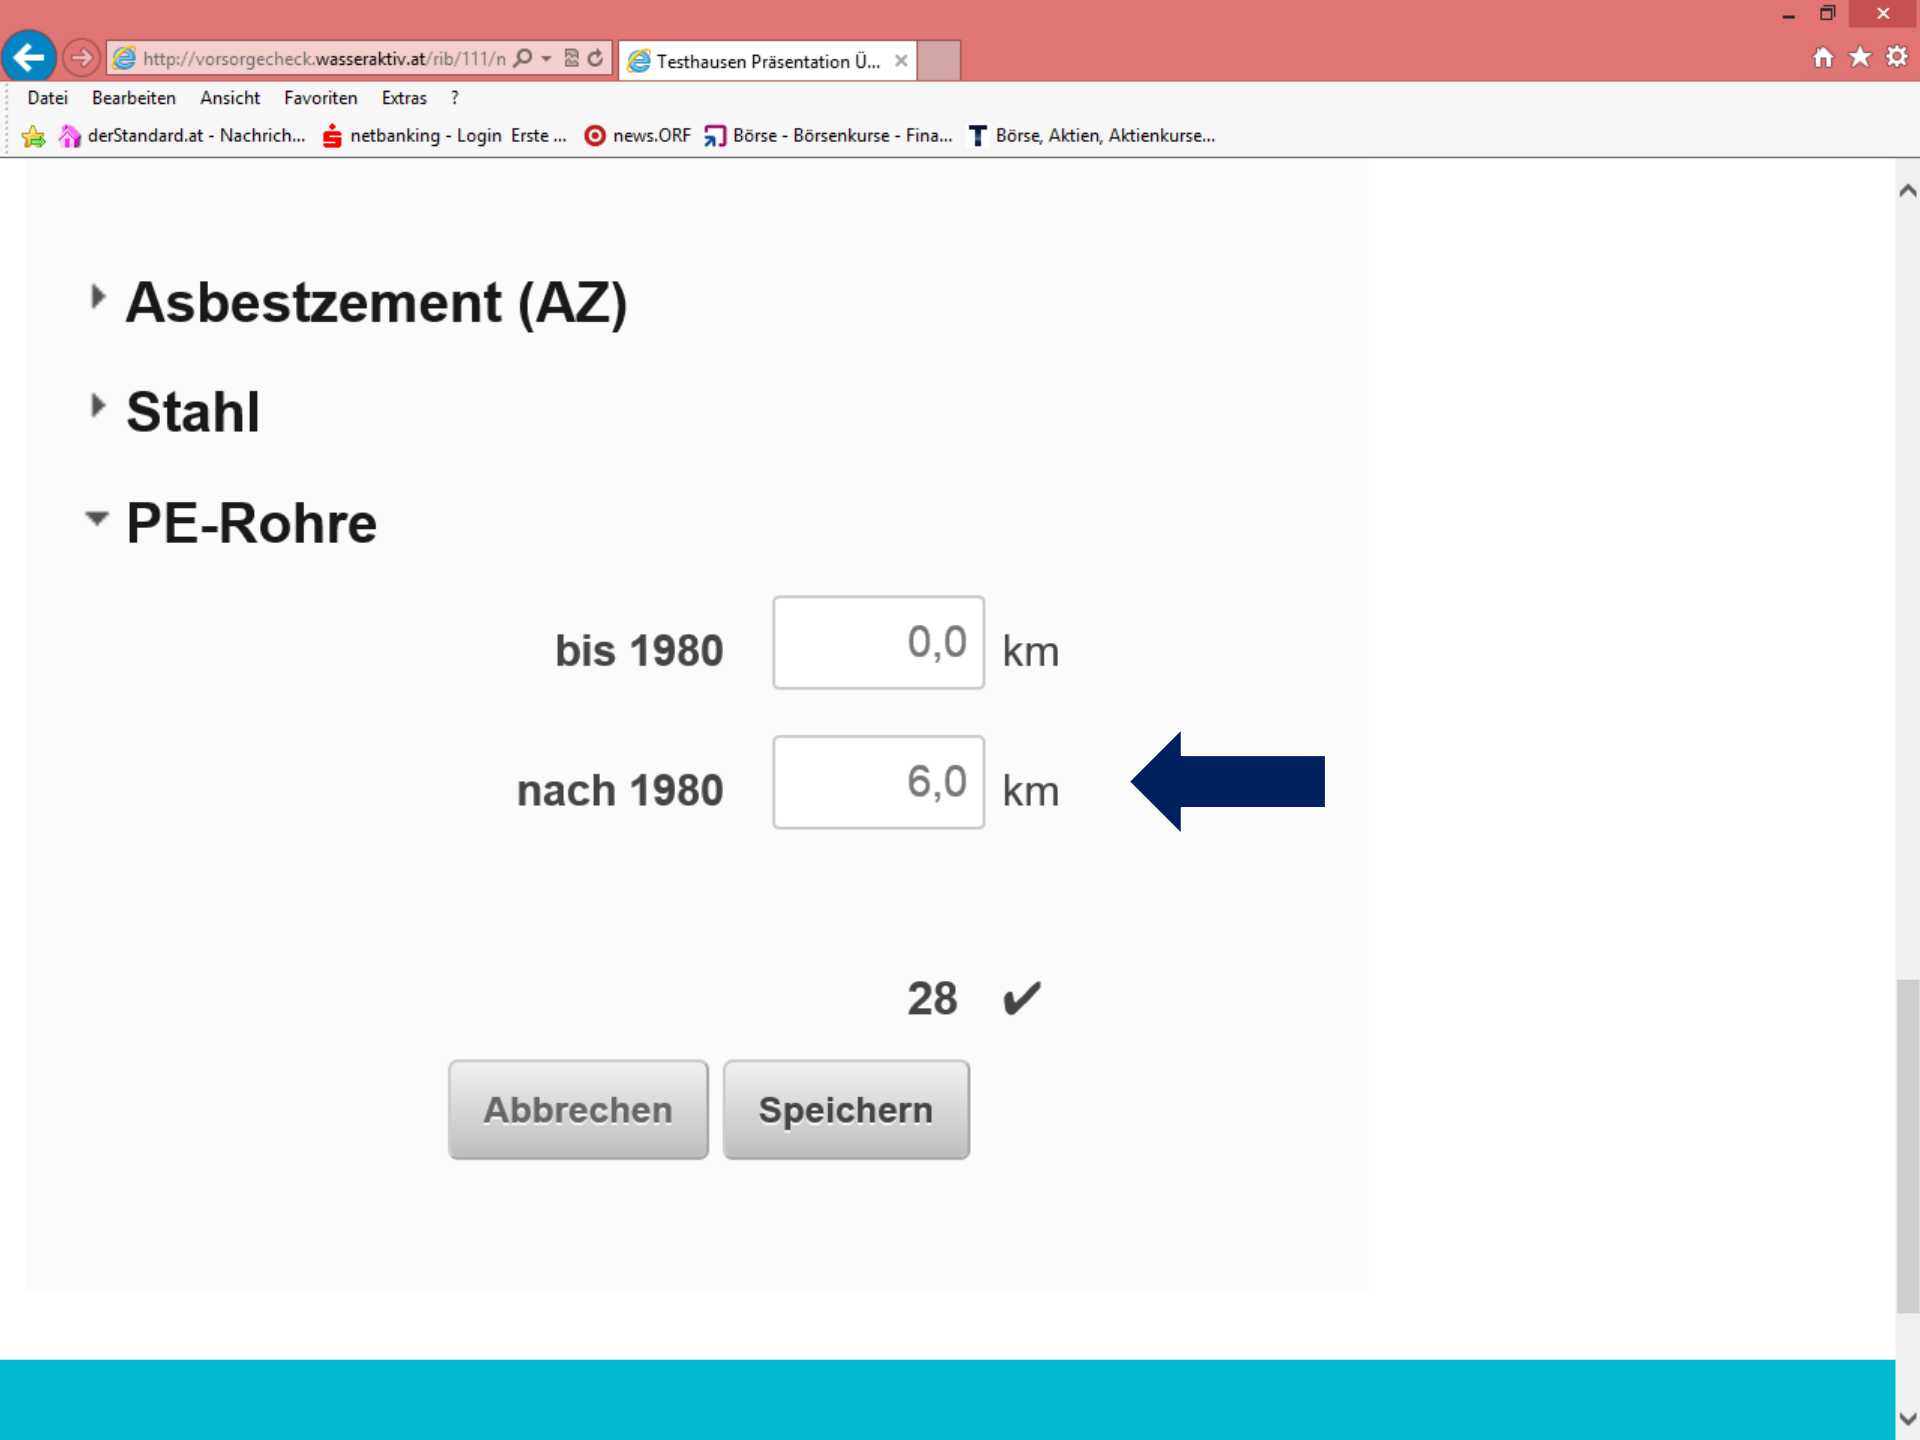 http://vorsorgecheck.wasseraktiv.at/rib/111/n
Testhausen Präsentation Ü...
Datei Bearbeiten Ansicht Favoriten Extras ?
derStandard.at - Nachrich... netbanking - Login Erste ... news.ORF Börse - Börsenkurse - Fina... Börse, Aktien, Aktienkurse...
Asbestzement (AZ)
Stahl
PE-Rohre
bis 1980 0,0 km
nach 1980 6,0 km
28 ✔
Abbrechen Speichern